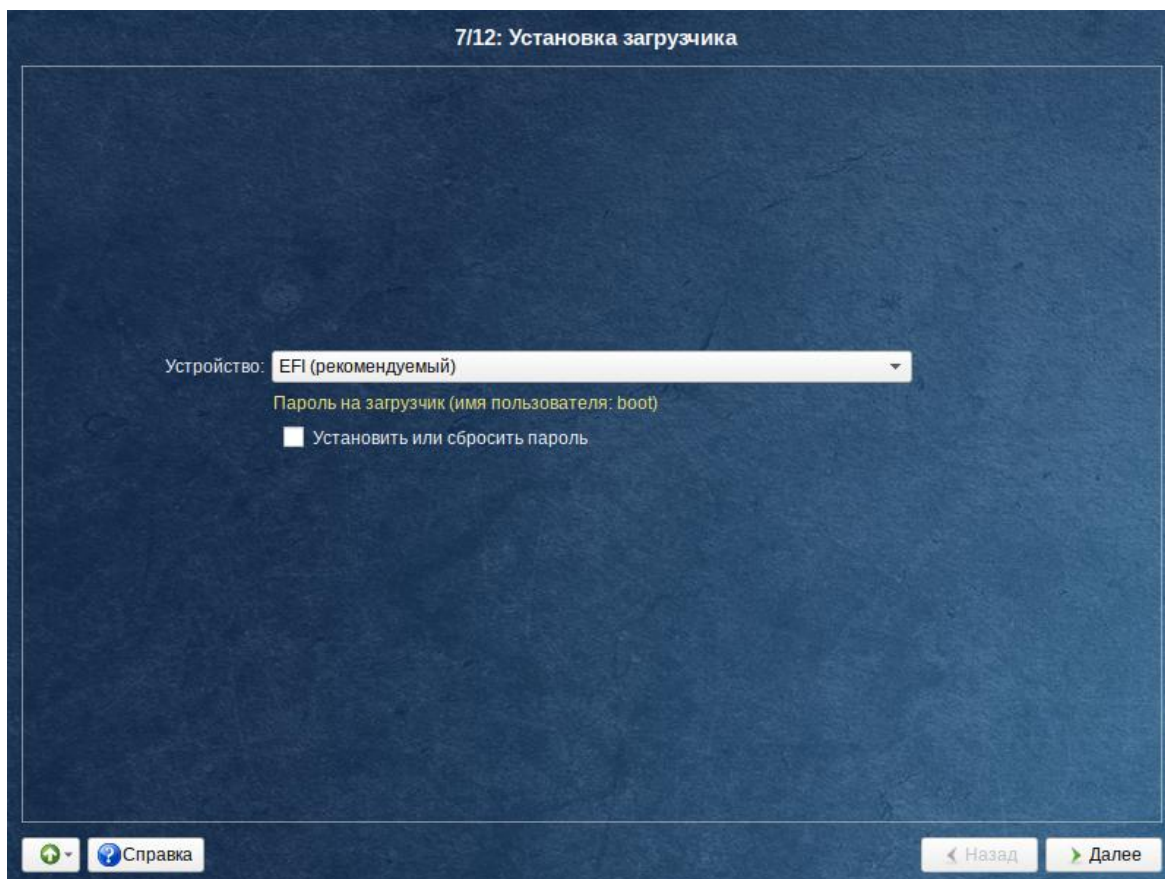 7/12: Установка загрузчика
Устройство: EFI (рекомендуемый)
Пароль на загрузчик (имя пользователя: boot)
Установить или сбросить пароль
Справка
Назад
Далее